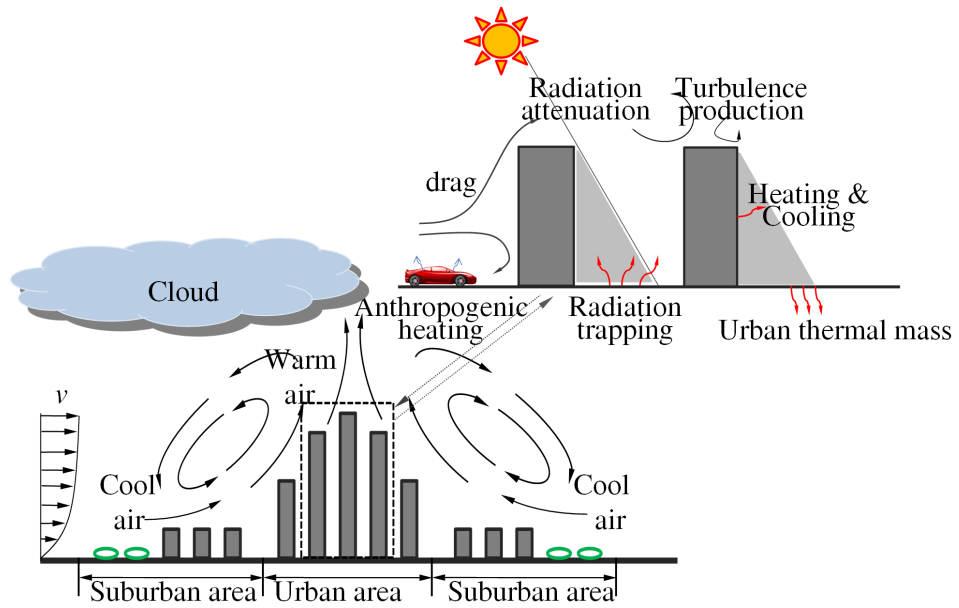 Radiation
attenuation
Turbulence
production
drag
Heating &
Cooling
Cloud
Anthropogenic
heating
Radiation
trapping
Urban thermal mass
Warm
air
v
Cool
air
Cool
air
Suburban area
Urban area
Suburban area